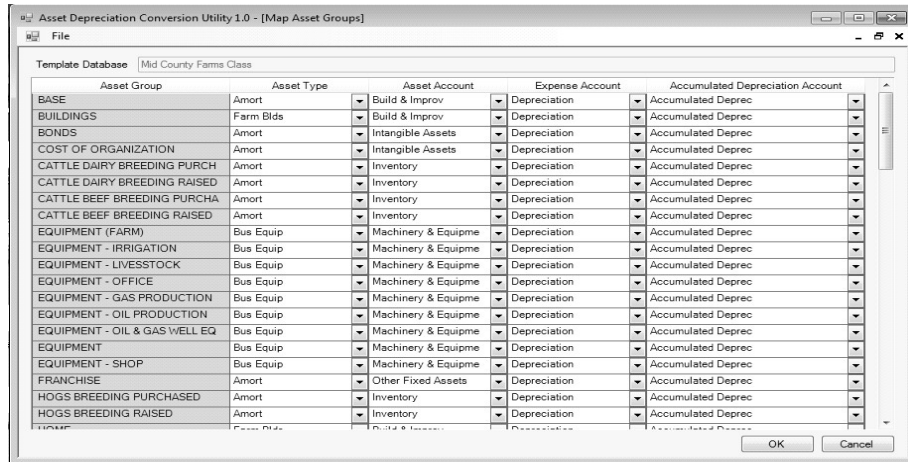 Asset Depreciation Conversion Utility 1.0 - [Map Asset Groups]
File
Template Database Mid County Farms Class
Asset Group Asset Type Asset Account Expense Account Accumulated Depreciation Account
BASE Amort Build & Improv Depreciation Accumulated Deprec
BUILDINGS Farm Blds Build & Improv Depreciation Accumulated Deprec
BONDS Amort Intangible Assets Depreciation Accumulated Deprec
COST OF ORGANIZATION Amort Intangible Assets Depreciation Accumulated Deprec
CATTLE DAIRY BREEDING PURCH Amort Inventory Depreciation Accumulated Deprec
CATTLE DAIRY BREEDING RAISED Amort Inventory Depreciation Accumulated Deprec
CATTLE BEEF BREEDING PURCHA Amort Inventory Depreciation Accumulated Deprec
CATTLE BEEF BREEDING RAISED Amort Inventory Depreciation Accumulated Deprec
EQUIPMENT (FARM) Bus Equip Machinery & Equipme Depreciation Accumulated Deprec
EQUIPMENT - IRRIGATION Bus Equip Machinery & Equipme Depreciation Accumulated Deprec
EQUIPMENT - LIVESSTOCK Bus Equip Machinery & Equipme Depreciation Accumulated Deprec
EQUIPMENT - OFFICE Bus Equip Machinery & Equipme Depreciation Accumulated Deprec
EQUIPMENT - GAS PRODUCTION Bus Equip Machinery & Equipme Depreciation Accumulated Deprec
EQUIPMENT - OIL PRODUCTION Bus Equip Machinery & Equipme Depreciation Accumulated Deprec
EQUIPMENT - OIL & GAS WELL EQ Bus Equip Machinery & Equipme Depreciation Accumulated Deprec
EQUIPMENT Bus Equip Machinery & Equipme Depreciation Accumulated Deprec
EQUIPMENT - SHOP Bus Equip Machinery & Equipme Depreciation Accumulated Deprec
FRANCHISE Amort Other Fixed Assets Depreciation Accumulated Deprec
HOGS BREEDING PURCHASED Amort Inventory Depreciation Accumulated Deprec
HOGS BREEDING RAISED Amort Inventory Depreciation Accumulated Deprec
HOME Farm Blds Build & Improv Depreciation Accumulated Deprec
OK Cancel